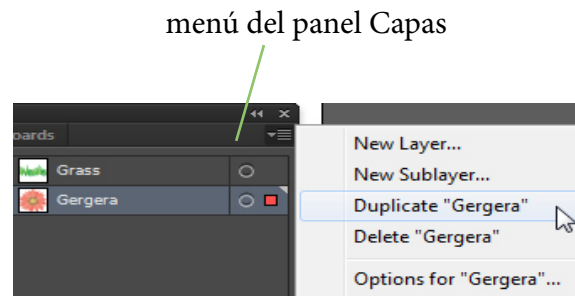 menú del panel Capas
oards
Grass
Gergera
New Layer...
New Sublayer...
Duplicate "Gergera"
Delete "Gergera"
Options for "Gergera"...